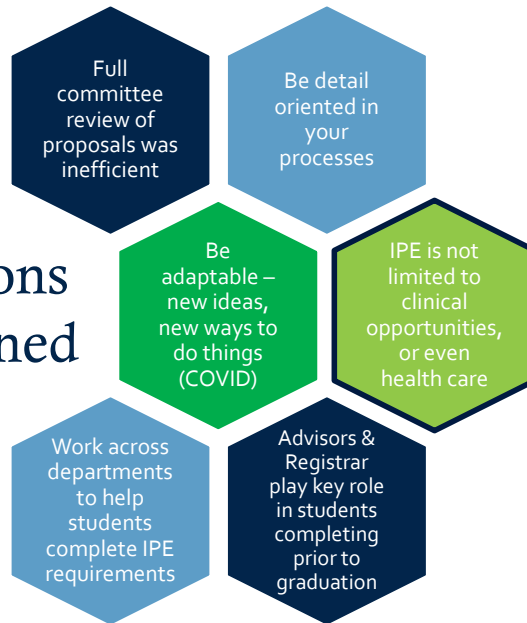 Full
committee
review of
proposals was
inefficient
Be detail
oriented in
your
processes
ons
ned
Be
adaptable –
new ideas,
new ways to
do things
(COVID)
IPE is not
limited to
clinical
opportunities,
or even
health care
Work across
departments
to help
students
complete IPE
requirements
Advisors &
Registrar
play key role
in students
completing
prior to
graduation